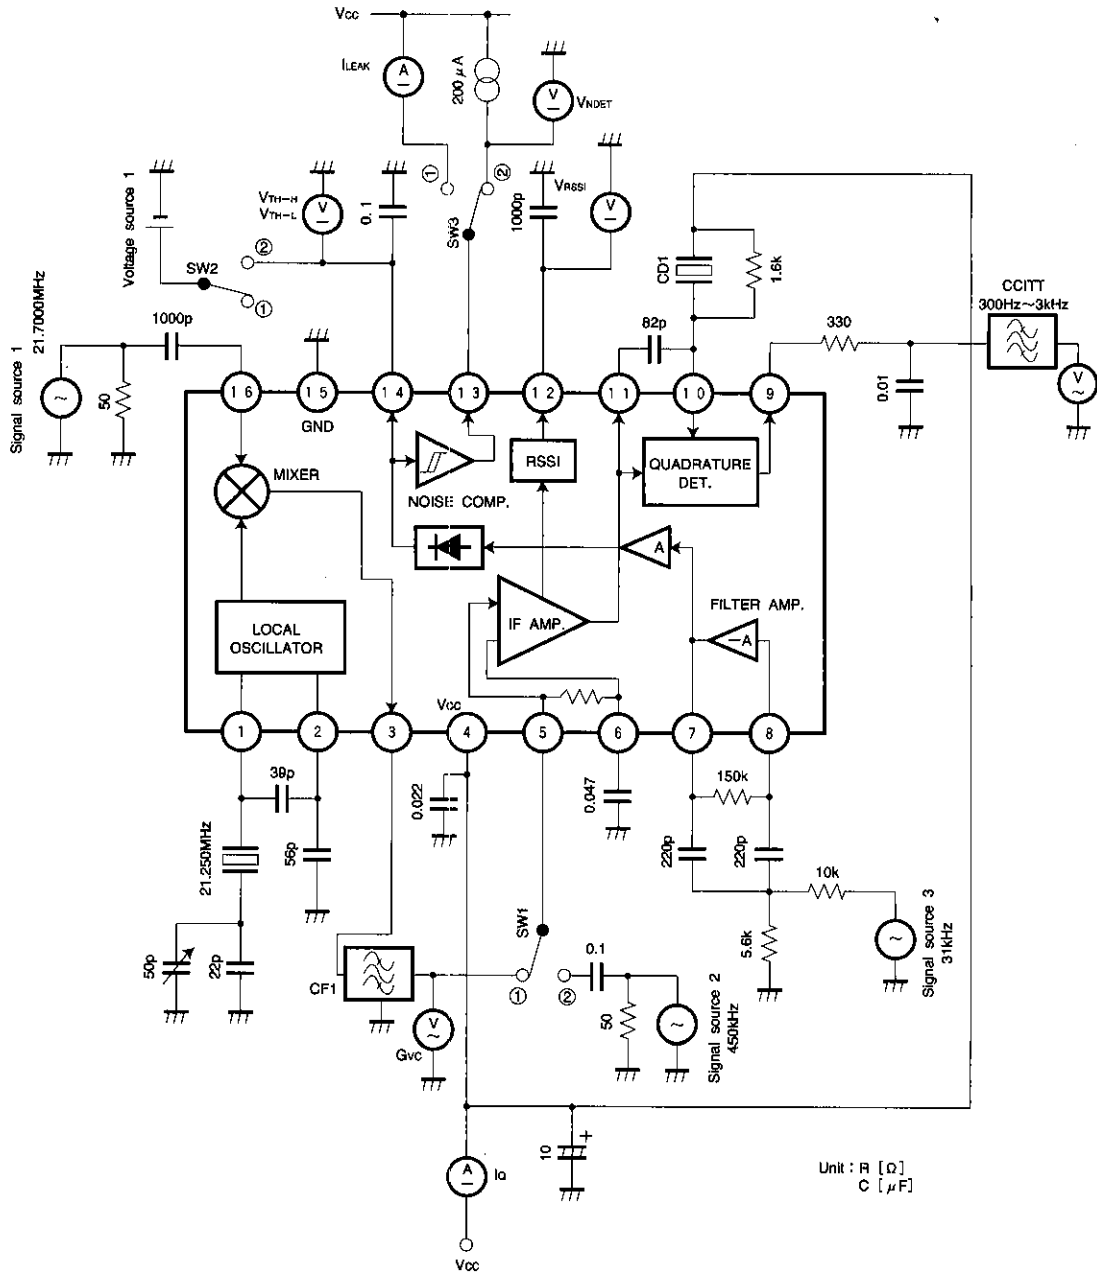 Vcc
ILEAK
A
200 μA
V
VNDET
Voltage source 1
VTH-H
VTH-L
V
0.1
①
②
SW3
1000p
VRSSI
V
②
SW2
①
CD1
1.6k
CCITT
300Hz~3kHz
Signal source 1
21.7000MHz
1000p
50
82p
330
0.01
V
16
15
14
13
12
11
10
9
GND
MIXER
NOISE COMP.
RSSI
QUADRATURE
DET.
A
FILTER AMP.
-A
IF AMP.
LOCAL
OSCILLATOR
Vcc
1
2
3
4
5
6
7
8
39p
56p
21.250MHz
50p
22p
0.022
0.047
150k
220p
220p
10k
5.6k
Signal source 3
31kHz
CF1
V
GVC
SW1
①
②
0.1
50
Signal source 2
450kHz
10
+
A
IQ
Vcc
Unit : R [Ω]
C [μF]